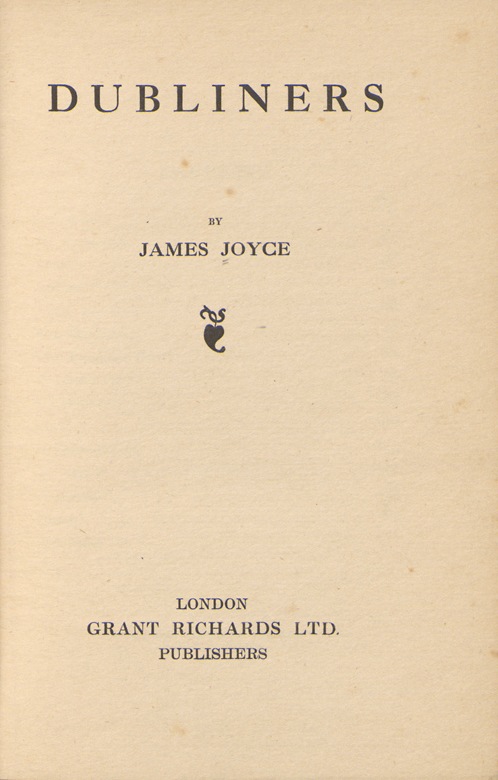 DUBLINERS
BY
JAMES JOYCE
LONDON
GRANT RICHARDS LTD.
PUBLISHERS